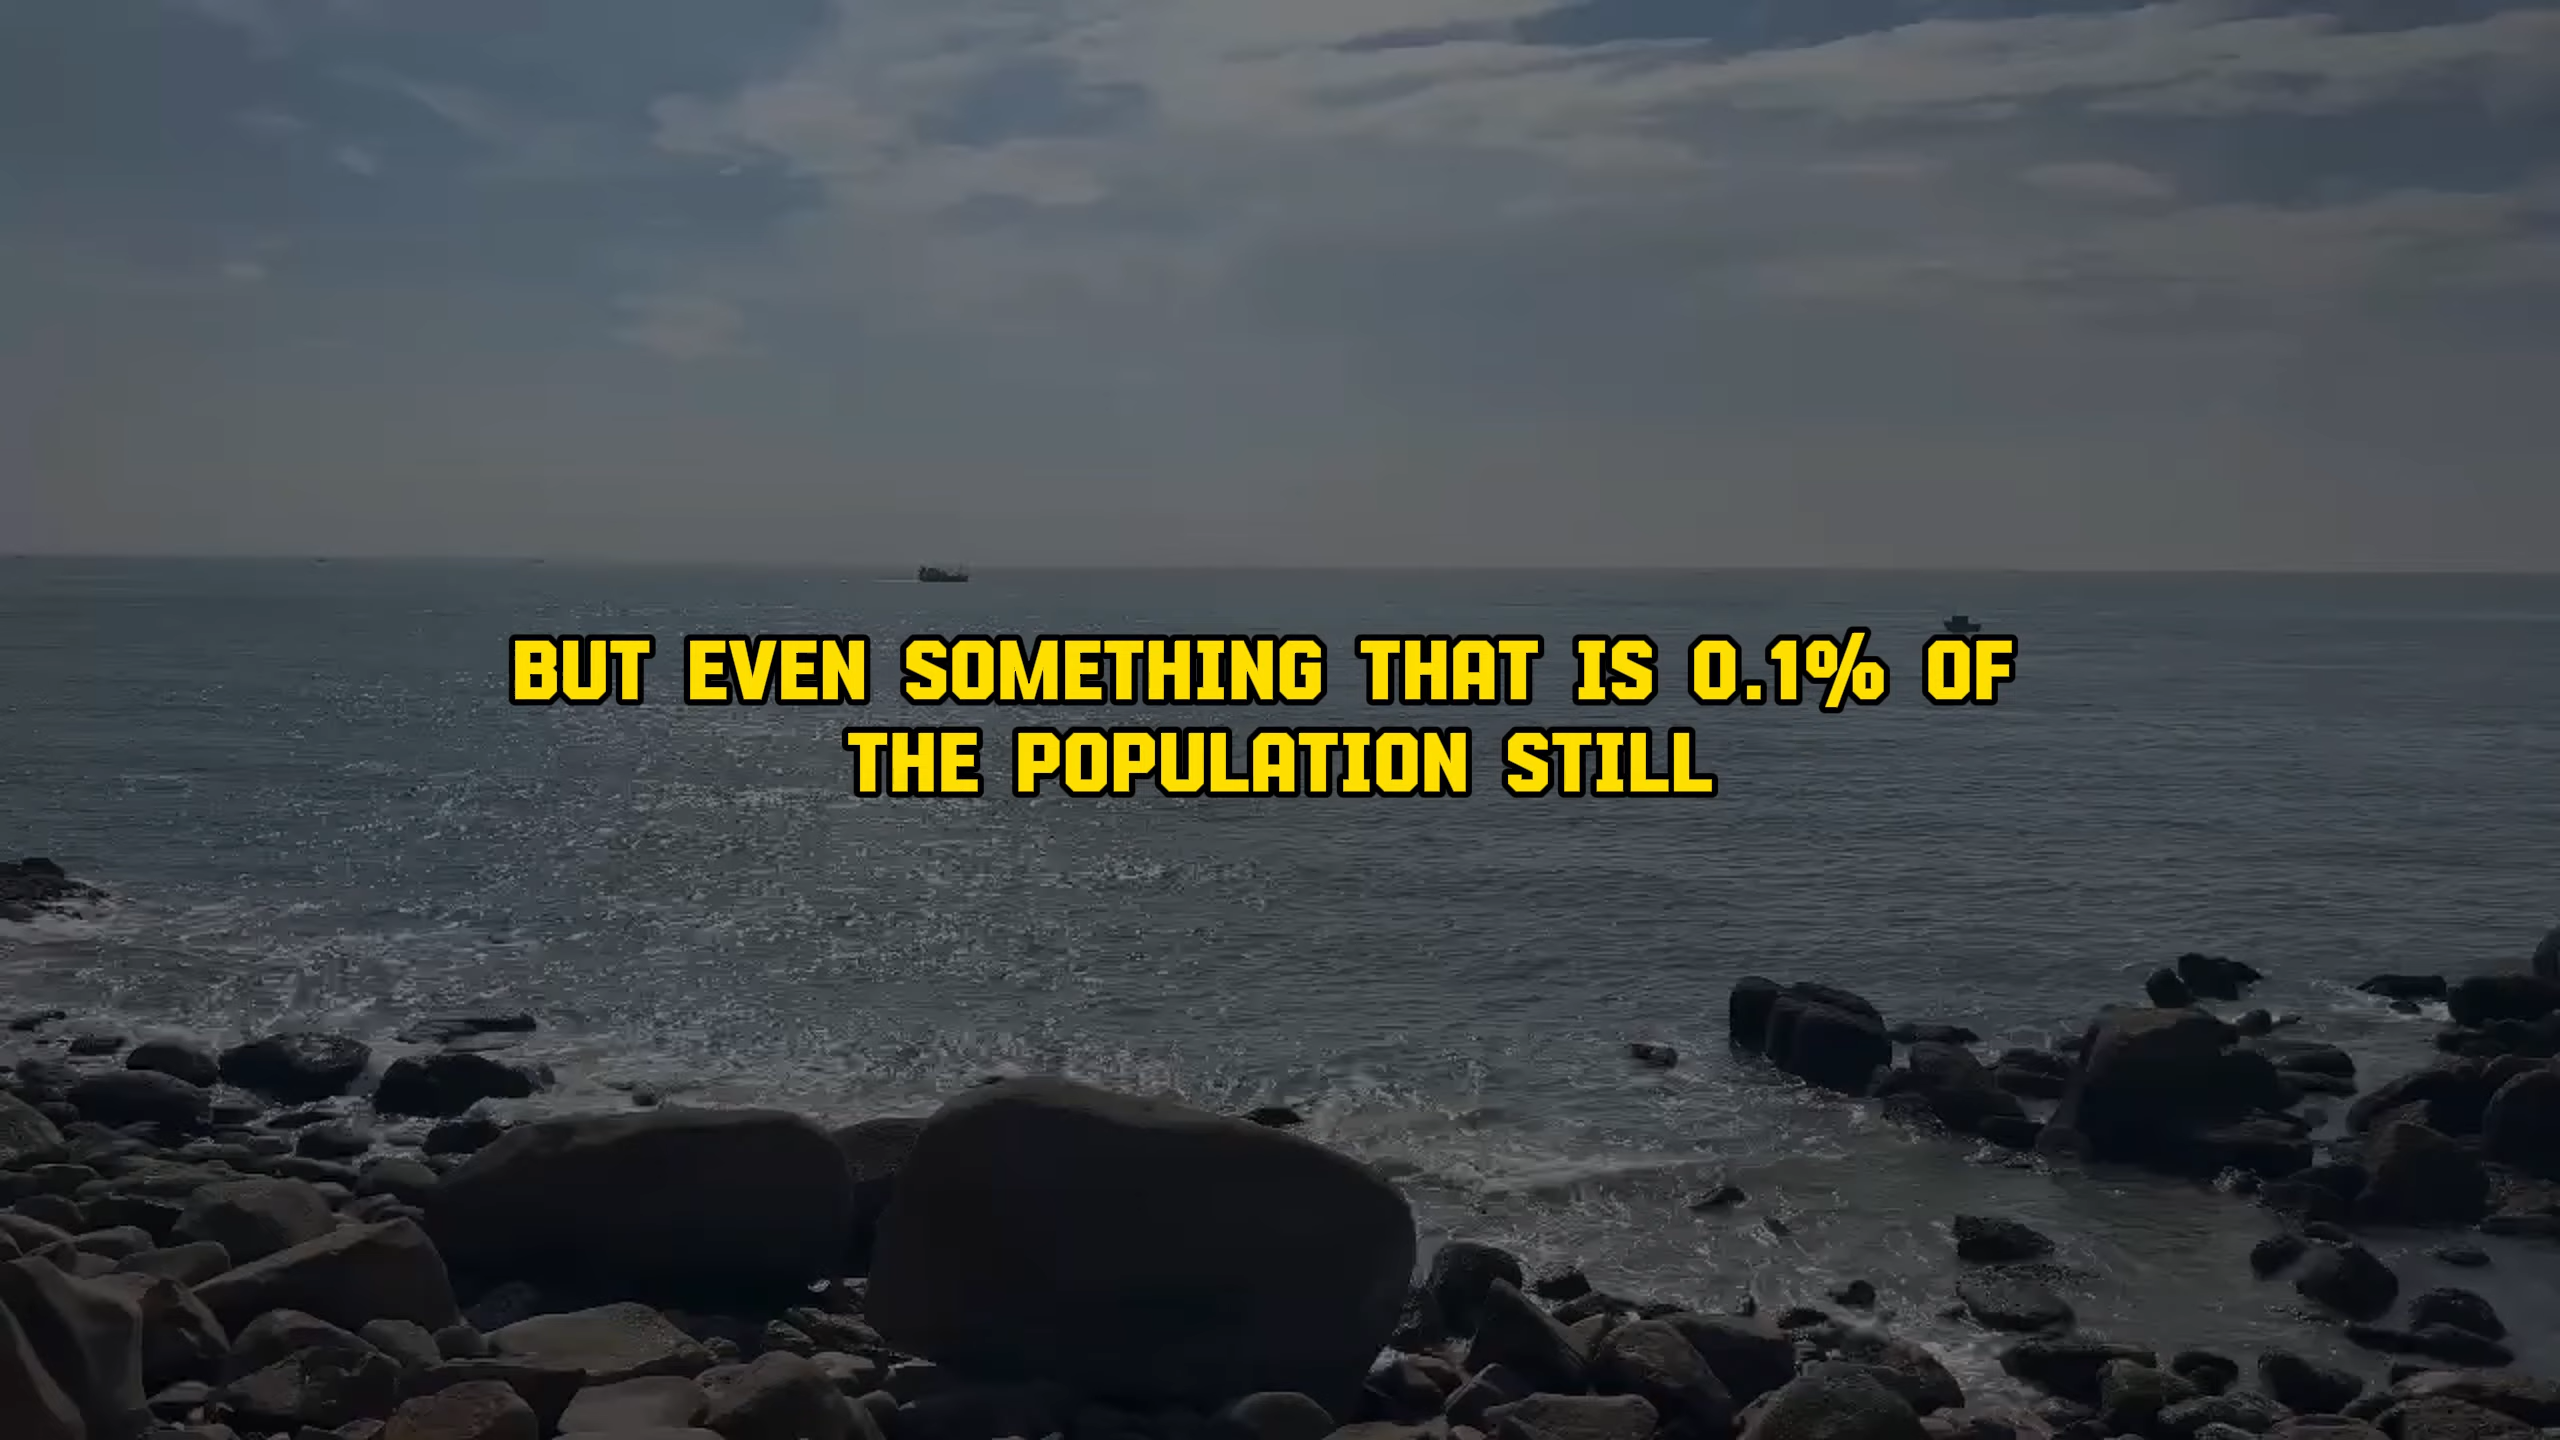 BUT EVEN SOMETHING THAT IS 0.1% OF
THE POPULATION STILL